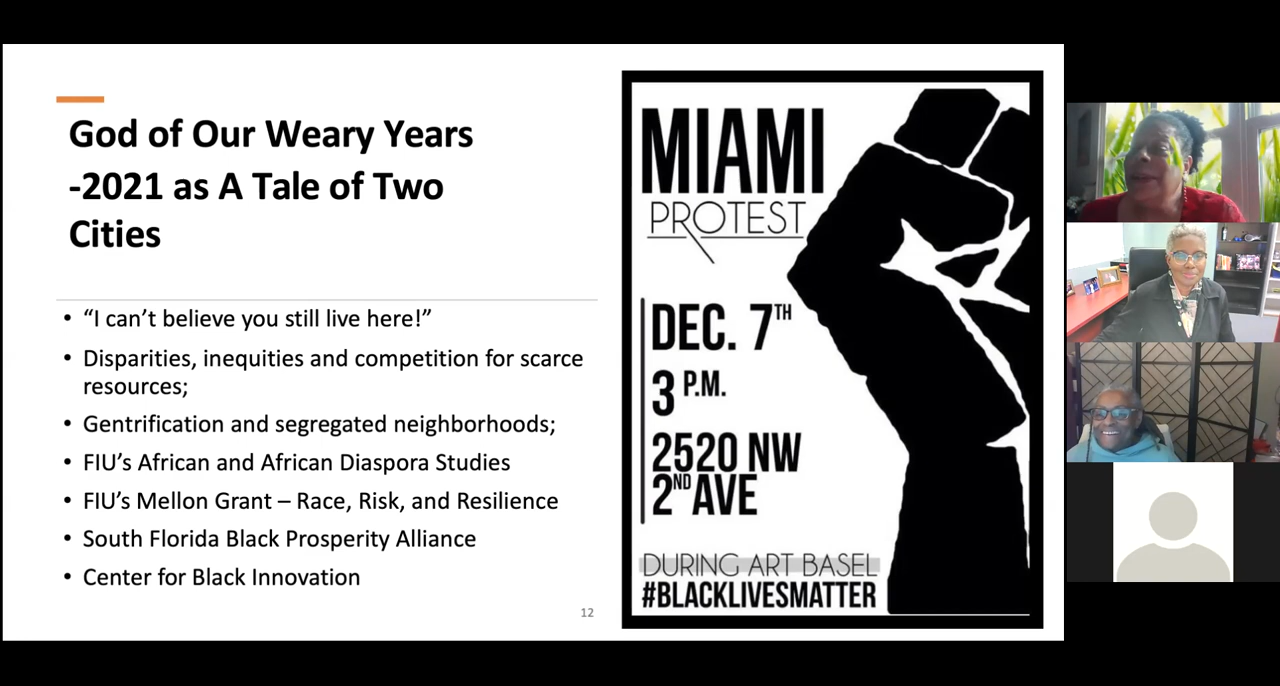 God of Our Weary Years
-2021 as A Tale of Two
Cities
• “I can’t believe you still live here!”
• Disparities, inequities and competition for scarce
resources;
• Gentrification and segregated neighborhoods;
• FIU’s African and African Diaspora Studies
• FIU’s Mellon Grant – Race, Risk, and Resilience
• South Florida Black Prosperity Alliance
• Center for Black Innovation
12
MIAMI
PROTEST
DEC. 7TH
3 P.M.
2520 NW
2ND AVE
DURING ART BASEL
#BLACKLIVESMATTER